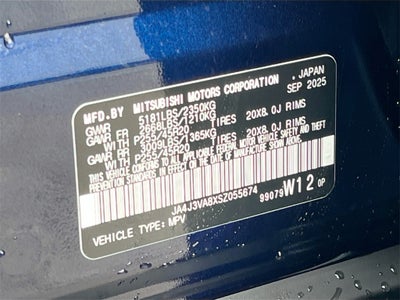 MFD.BY MITSUBISHI MOTORS CORPORATION. JAPAN
GVWR 5181LBS/2350KG SEP 2025
GAWR FR 2668LBS/1210KG
WITH P255/45R20 TIRES 20X8.0J RIMS
GAWR RR 3009LBS/1365KG
WITH P255/45R20 TIRES 20X8.0J RIMS
THIS VEHICLE CONFORMS TO ALL APPLICABLE FEDERAL MOTOR VEHICLE SAFETY AND
THEFT PREVENTION STANDARDS IN EFFECT ON THE DATE OF MANUFACTURE SHOWN ABOVE.
JA4J3VA8XSZ055674
VEHICLE TYPE: MPV
99079 W12 0P